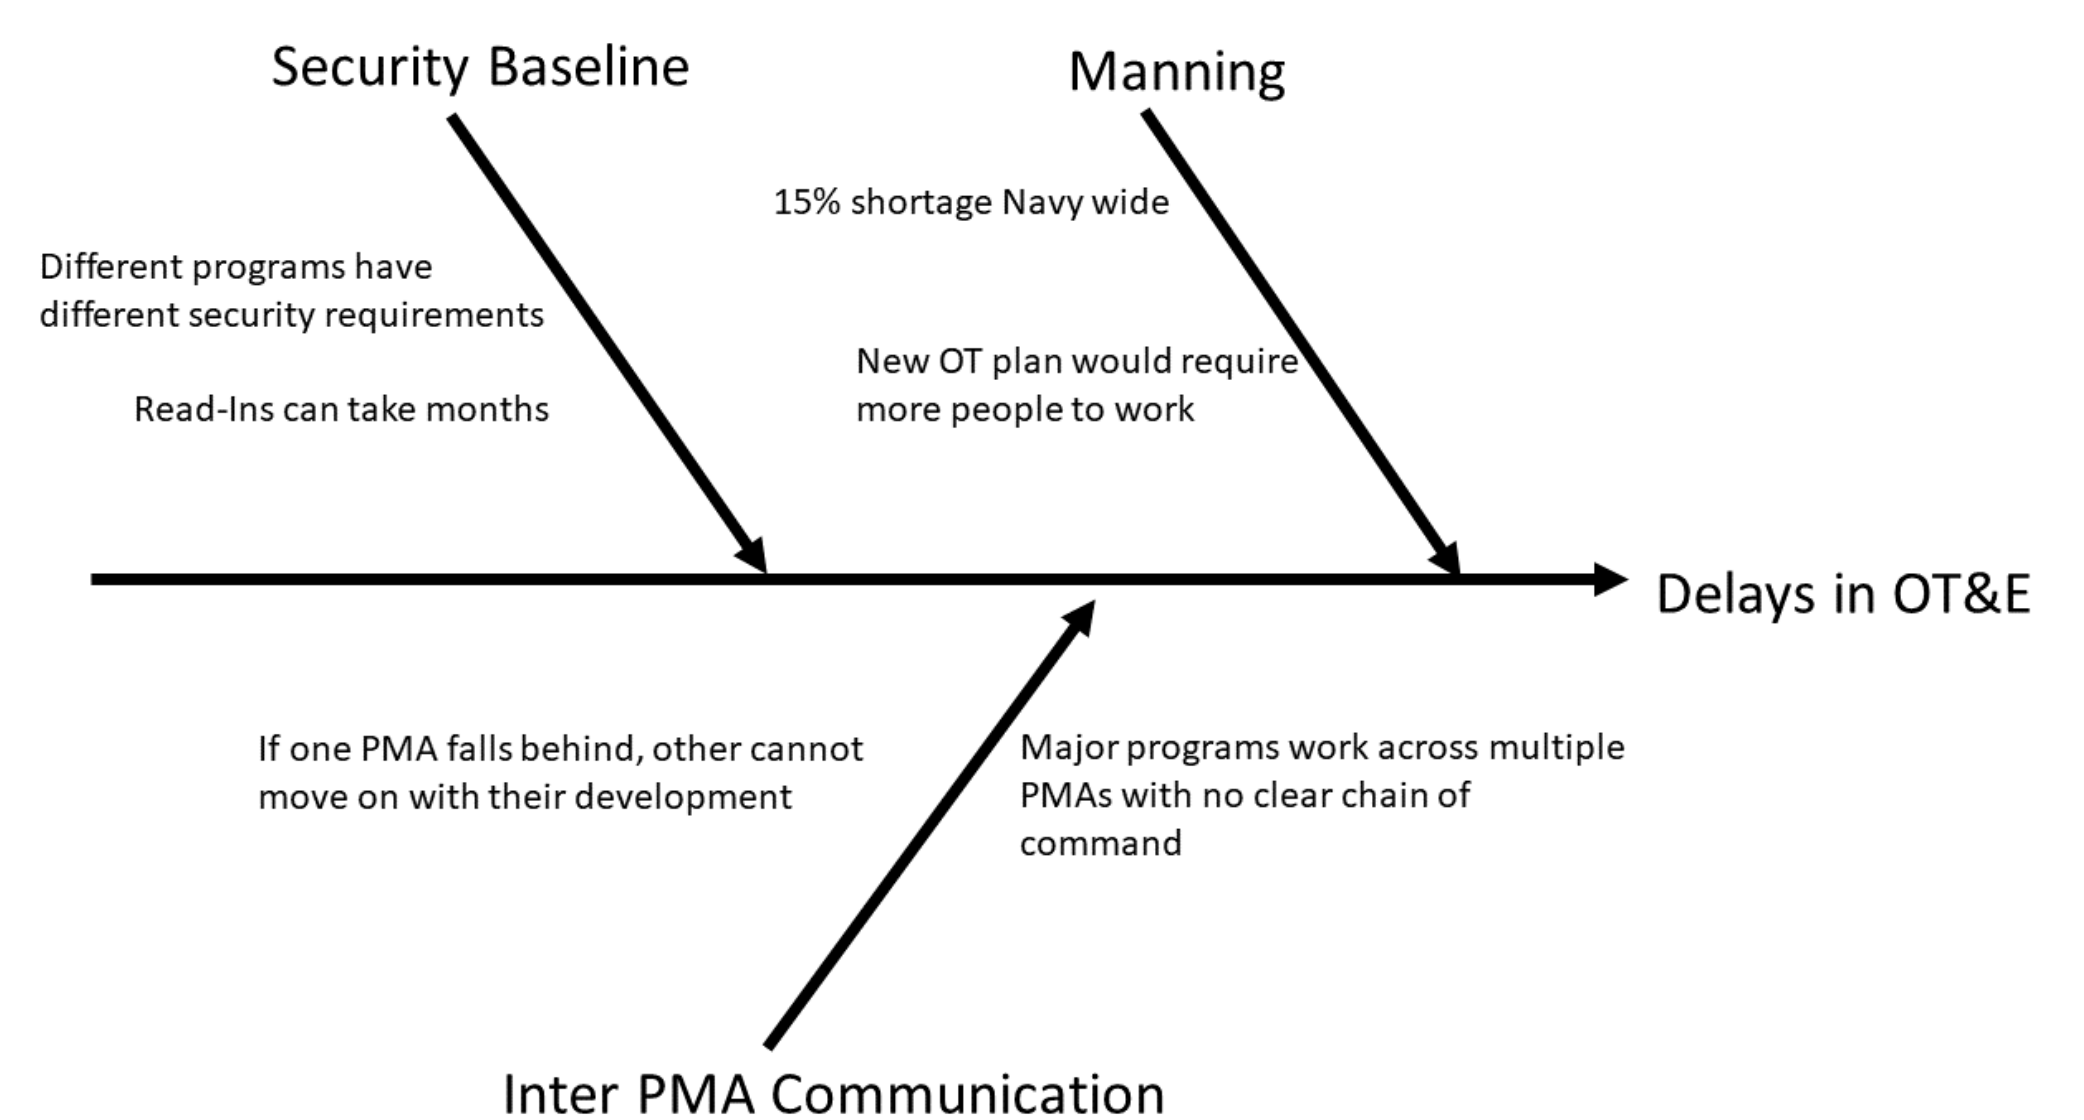 Security Baseline
Manning
15% shortage Navy wide
Different programs have
different security requirements
New OT plan would require
more people to work
Read-Ins can take months
Delays in OT&E
If one PMA falls behind, other cannot
move on with their development
Major programs work across multiple
PMAs with no clear chain of
command
Inter PMA Communication